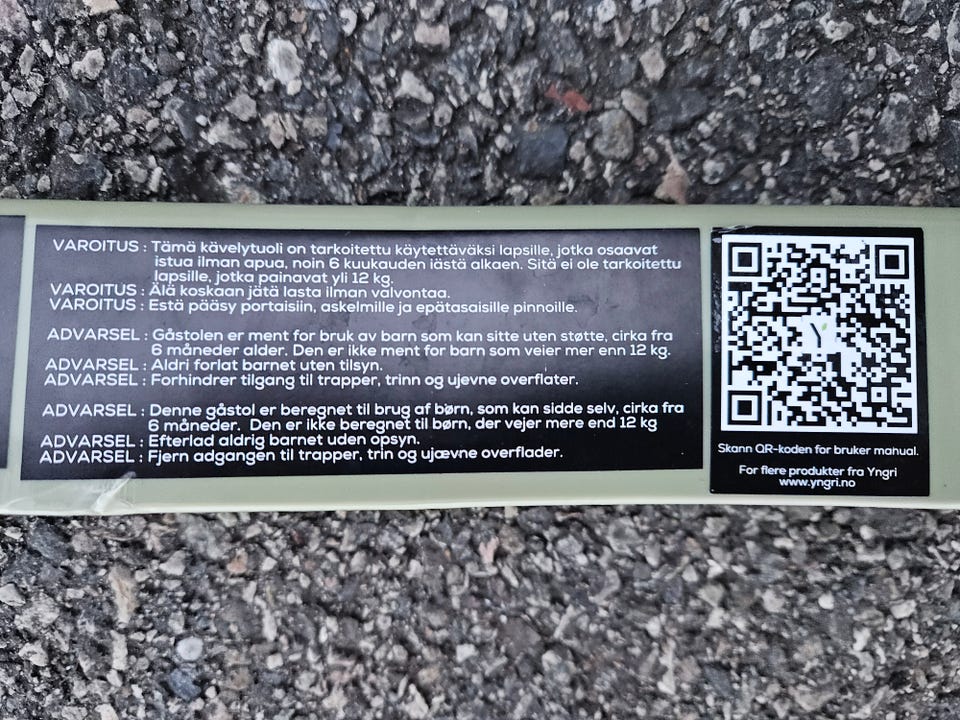 VAROITUS : Tämä kävelytuoli on tarkoitettu käytettäväksi lapsille, jotka osaavat
istua ilman apua, noin 6 kuukauden iästä alkaen. Sitä ei ole tarkoitettu
lapsille, jotka painavat yli 12 kg.
VAROITUS : Älä koskaan jätä lasta ilman valvontaa.
VAROITUS : Estä pääsy portaisiin, askelmille ja epätasaisille pinnoille.
ADVARSEL : Gåstolen er ment for bruk av barn som kan sitte uten støtte, cirka fra
6 måneder alder. Den er ikke ment for barn som veier mer enn 12 kg.
ADVARSEL : Aldri forlat barnet uten tilsyn.
ADVARSEL : Forhindrer tilgang til trapper, trinn og ujevne overflater.
ADVARSEL : Denne gåstol er beregnet til brug af børn, som kan sidde selv, cirka fra
6 måneder. Den er ikke beregnet til børn, der vejer mere end 12 kg
ADVARSEL : Efterlad aldrig barnet uden opsyn.
ADVARSEL : Fjern adgangen til trapper, trin og ujævne overflader.
Skann QR-koden for bruker manual.
For flere produkter fra Yngri
www.yngri.no